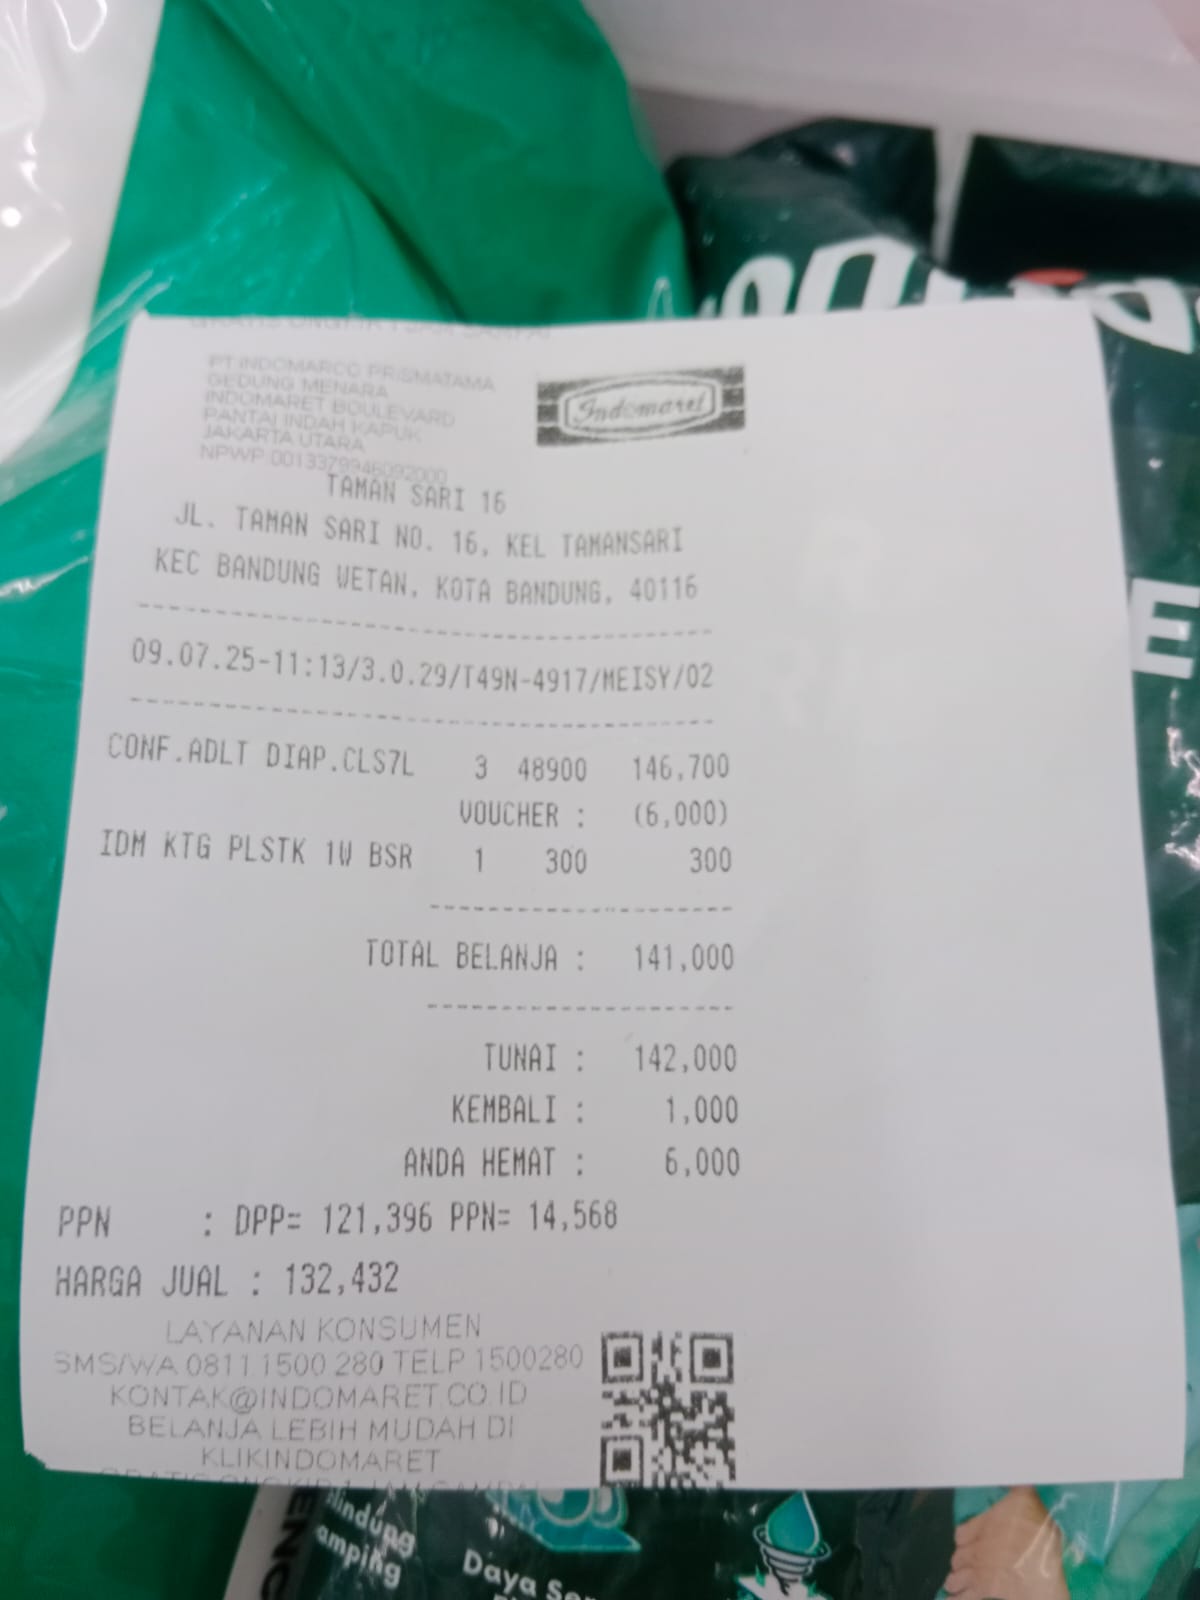 PT INDOMARCO PRISMATAMA
GEDUNG MENARA
INDOMARET BOULEVARD
PANTAI INDAH KAPUK
JAKARTA UTARA
NPWP 0013379946092000
Indomaret
TAMAN SARI 16
JL. TAMAN SARI NO. 16, KEL TAMANSARI
KEC BANDUNG WETAN, KOTA BANDUNG, 40116
09.07.25-11:13/3.0.29/T49N-4917/MEISY/02
CONF.ADLT DIAP.CLS7L 3 48900 146,700
VOUCHER : (6,000)
IDM KTG PLSTK 1W BSR 1 300 300
TOTAL BELANJA : 141,000
TUNAI : 142,000
KEMBALI : 1,000
ANDA HEMAT : 6,000
PPN : DPP= 121,396 PPN= 14,568
HARGA JUAL : 132,432
LAYANAN KONSUMEN
SMS/WA 0811.1500.280 TELP 1500280
KONTAK@INDOMARET.CO.ID
BELANJA LEBIH MUDAH DI
KLIKINDOMARET
Daya